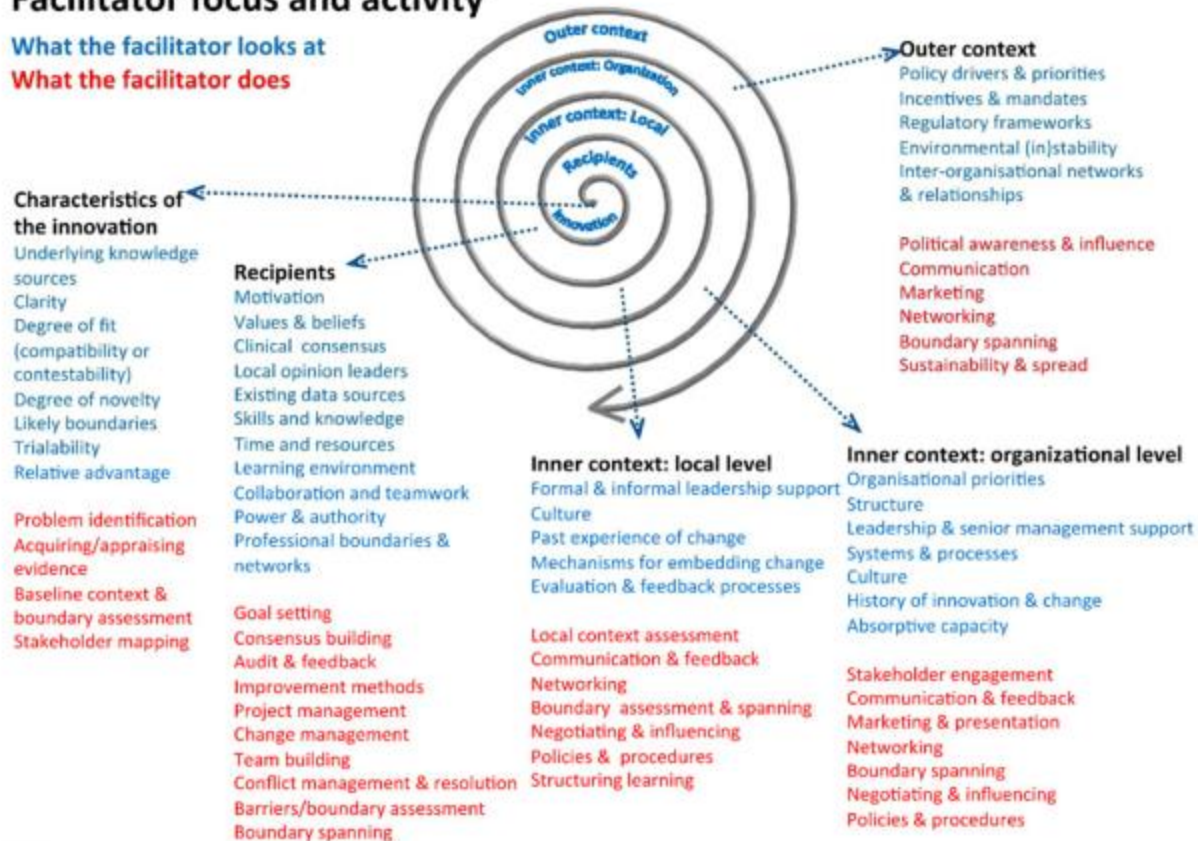 Facilitator focus and activity
What the facilitator looks at
What the facilitator does
Outer context
Inner context: Organization
Inner context: Local
Recipients
Innovation
Outer context
Policy drivers & priorities
Incentives & mandates
Regulatory frameworks
Environmental (in)stability
Inter-organisational networks
& relationships
Political awareness & influence
Communication
Marketing
Networking
Boundary spanning
Sustainability & spread
Characteristics of
the innovation
Underlying knowledge
sources
Clarity
Degree of fit
(compatibility or
contestability)
Degree of novelty
Likely boundaries
Trialability
Relative advantage
Problem identification
Acquiring/appraising
evidence
Baseline context &
boundary assessment
Stakeholder mapping
Recipients
Motivation
Values & beliefs
Clinical consensus
Local opinion leaders
Existing data sources
Skills and knowledge
Time and resources
Learning environment
Collaboration and teamwork
Power & authority
Professional boundaries &
networks
Goal setting
Consensus building
Audit & feedback
Improvement methods
Project management
Change management
Team building
Conflict management & resolution
Barriers/boundary assessment
Boundary spanning
Inner context: local level
Formal & informal leadership support
Culture
Past experience of change
Mechanisms for embedding change
Evaluation & feedback processes
Local context assessment
Communication & feedback
Networking
Boundary assessment & spanning
Negotiating & influencing
Policies & procedures
Structuring learning
Inner context: organizational level
Organisational priorities
Structure
Leadership & senior management support
Systems & processes
Culture
History of innovation & change
Absorptive capacity
Stakeholder engagement
Communication & feedback
Marketing & presentation
Networking
Boundary spanning
Negotiating & influencing
Policies & procedures